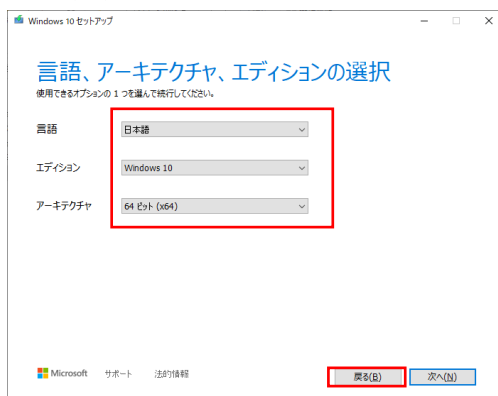 Windows 10 セットアップ
言語、アーキテクチャ、エディションの選択
使用できるオプションの 1 つを選んで続行してください。
言語 日本語
エディション Windows 10
アーキテクチャ 64 ビット (x64)
Microsoft サポート 法的情報 戻る(B) 次へ(N)